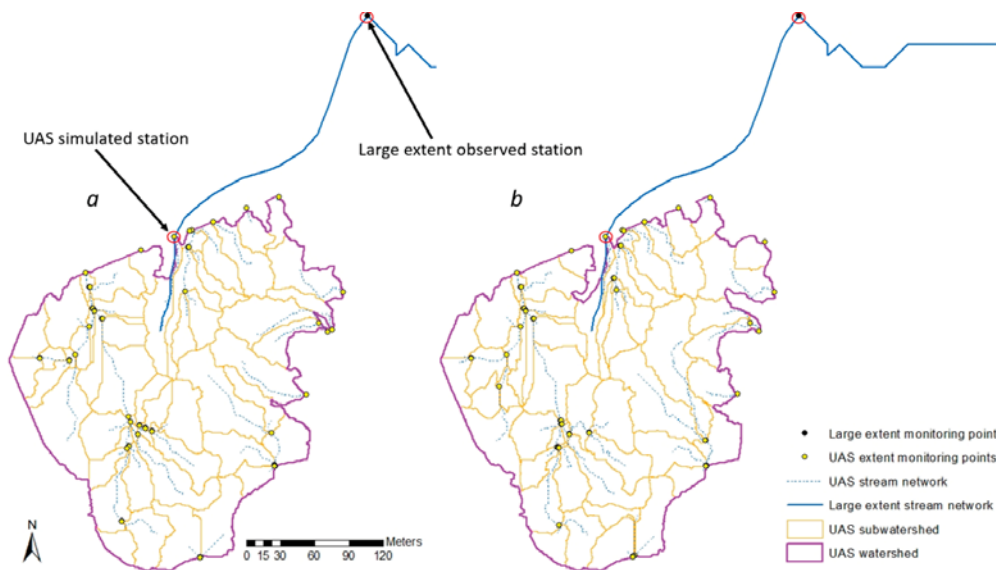 UAS simulated station
Large extent observed station
a
b
N
Meters
0 15 30 60 90 120
Large extent monitoring point
UAS extent monitoring points
UAS stream network
Large extent stream network
UAS subwatershed
UAS watershed